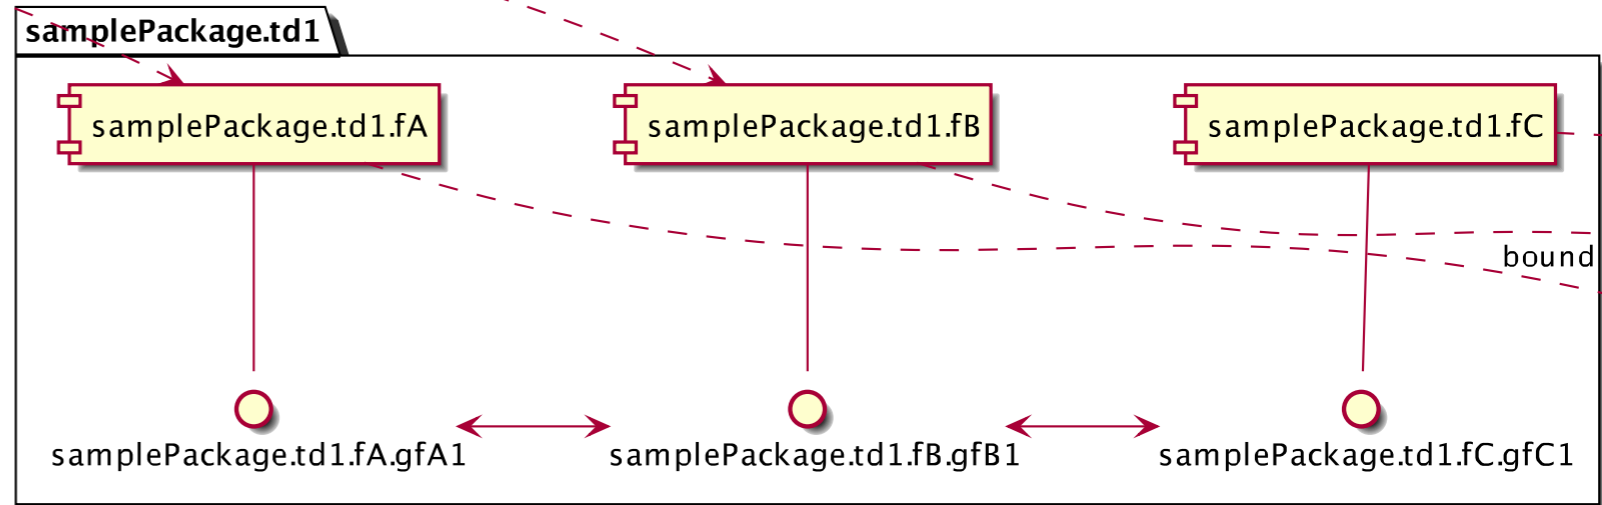 samplePackage.td1
samplePackage.td1.fA
samplePackage.td1.fB
samplePackage.td1.fC
bound
samplePackage.td1.fA.gfA1
samplePackage.td1.fB.gfB1
samplePackage.td1.fC.gfC1